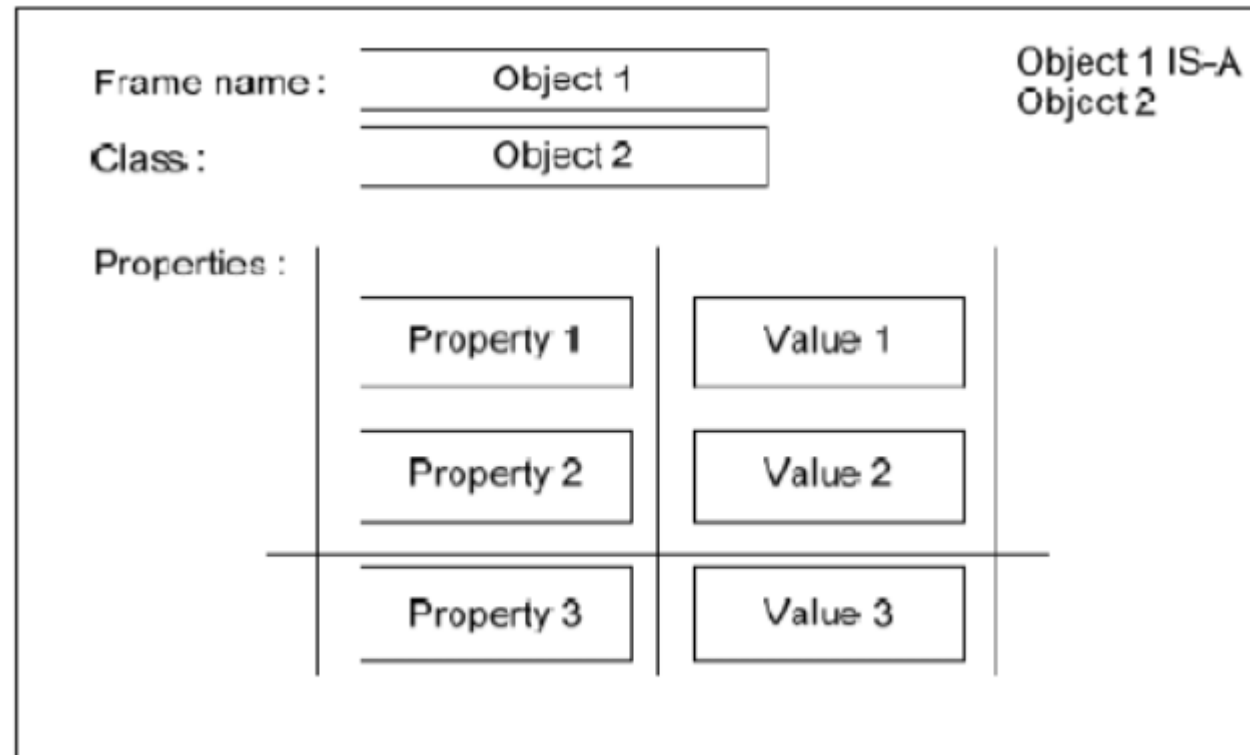 Frame name : Object 1
Object 1 IS-A
Object 2
Class : Object 2
Properties :
Property 1 Value 1
Property 2 Value 2
Property 3 Value 3